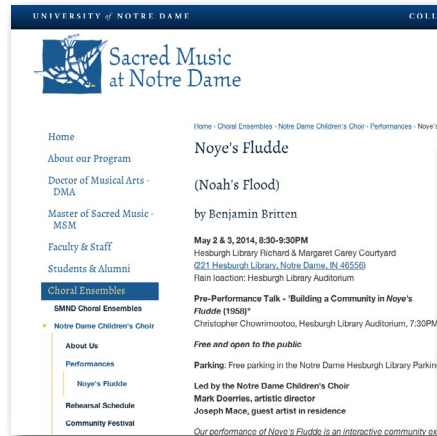 UNIVERSITY of NOTRE DAME
COLL
Sacred Music
at Notre Dame
Home
About our Program
Doctor of Musical Arts -
DMA
Master of Sacred Music -
MSM
Faculty & Staff
Students & Alumni
Choral Ensembles
SMND Choral Ensembles
Notre Dame Children's Choir
About Us
Performances
Noye's Fludde
Rehearsal Schedule
Community Festival
Home › Choral Ensembles › Notre Dame Children's Choir › Performances › Noye's
Noye's Fludde
(Noah's Flood)
by Benjamin Britten
May 2 & 3, 2014, 8:30-9:30PM
Hesburgh Library Richard & Margaret Carey Courtyard
(221 Hesburgh Library, Notre Dame, IN 46556)
Rain loaction: Hesburgh Library Auditorium
Pre-Performance Talk - 'Building a Community in Noye's
Fludde (1958)"
Christopher Chowrimootoo, Hesburgh Library Auditorium, 7:30PM
Free and open to the public
Parking: Free parking in the Notre Dame Hesburgh Library Parkin
Led by the Notre Dame Children's Choir
Mark Doerries, artistic director
Joseph Mace, guest artist in residence
Our performance of Noye's Fludde is an interactive community ex